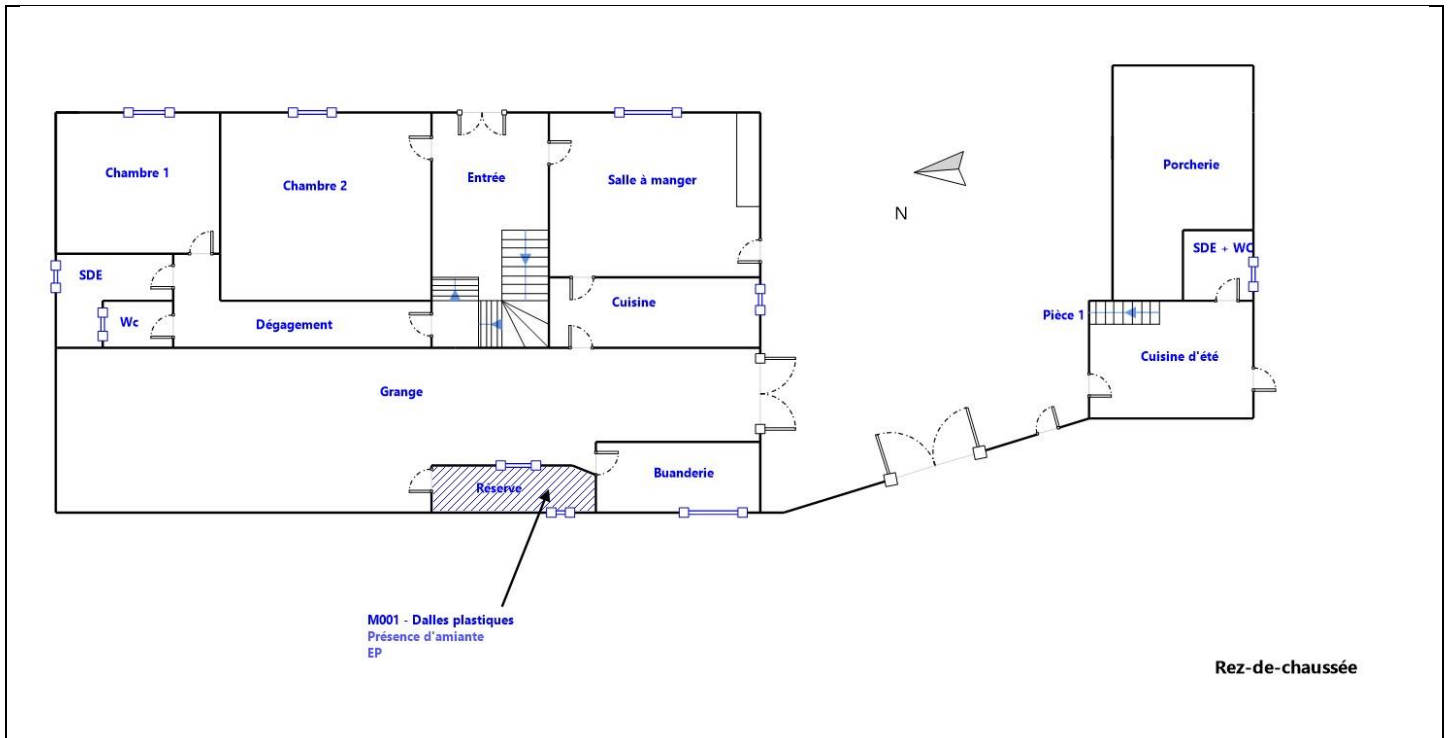 Porcherie
Chambre 1
Chambre 2
Entrée
Salle à manger
N
SDE + WC
SDE
Cuisine
Pièce 1
Wc
Dégagement
Cuisine d'été
Grange
Buanderie
Réserve
M001 - Dalles plastiques
Présence d'amiante
EP
Rez-de-chaussée